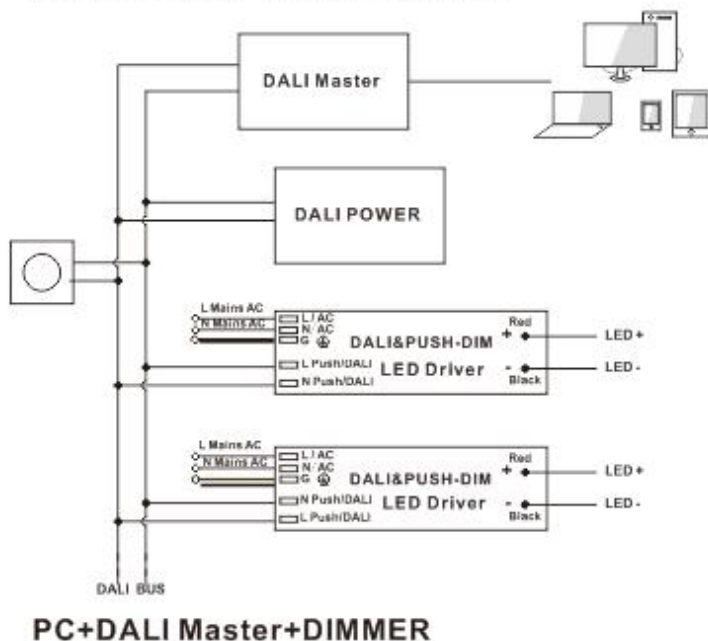 DALI Master
DALI POWER
L Mains AC
N Mains AC
L / AC
N / AC
G
L Push/DALI
N Push/DALI
DALI&PUSH-DIM
LED Driver
Red
+
-
Black
LED +
LED -
L Mains AC
N Mains AC
L / AC
N / AC
G
N Push/DALI
L Push/DALI
DALI&PUSH-DIM
LED Driver
Red
+
-
Black
LED +
LED -
DALI BUS
PC+DALI Master+DIMMER